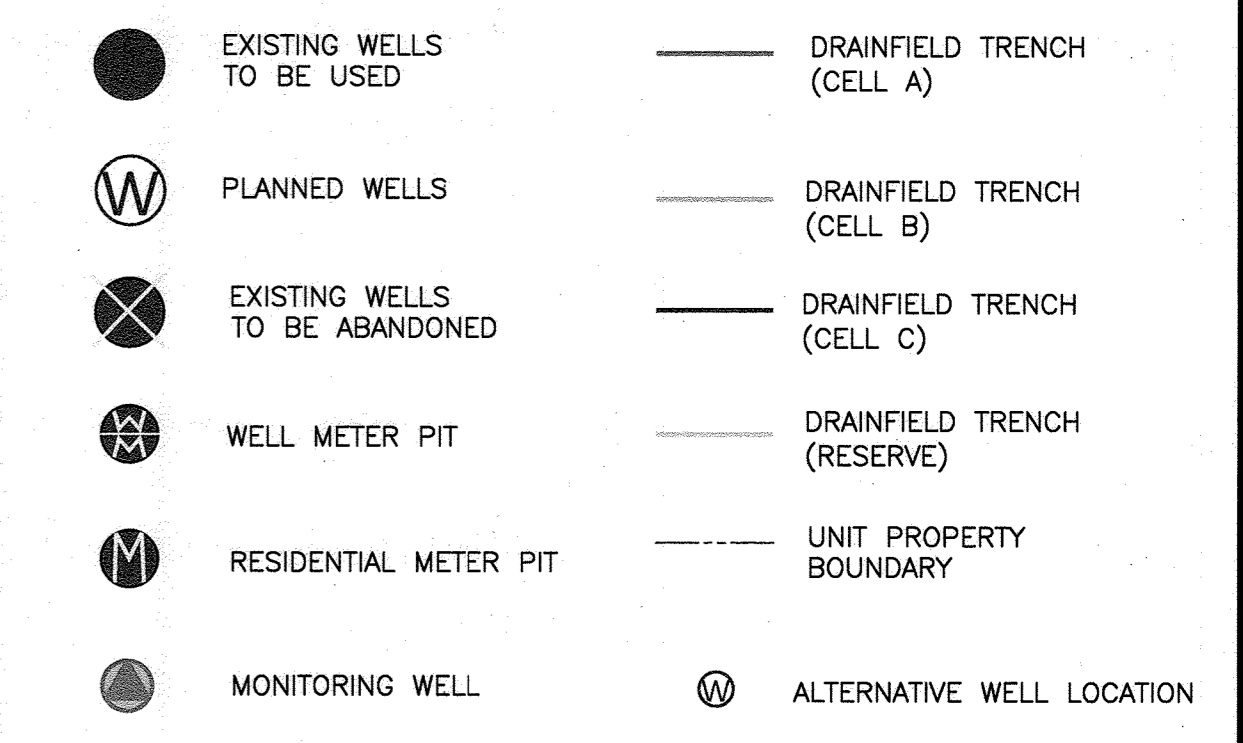 EXISTING WELLS
TO BE USED
W
PLANNED WELLS
EXISTING WELLS
TO BE ABANDONED
W
M
WELL METER PIT
M
RESIDENTIAL METER PIT
MONITORING WELL
DRAINFIELD TRENCH
(CELL A)
DRAINFIELD TRENCH
(CELL B)
DRAINFIELD TRENCH
(CELL C)
DRAINFIELD TRENCH
(RESERVE)
UNIT PROPERTY
BOUNDARY
W
ALTERNATIVE WELL LOCATION